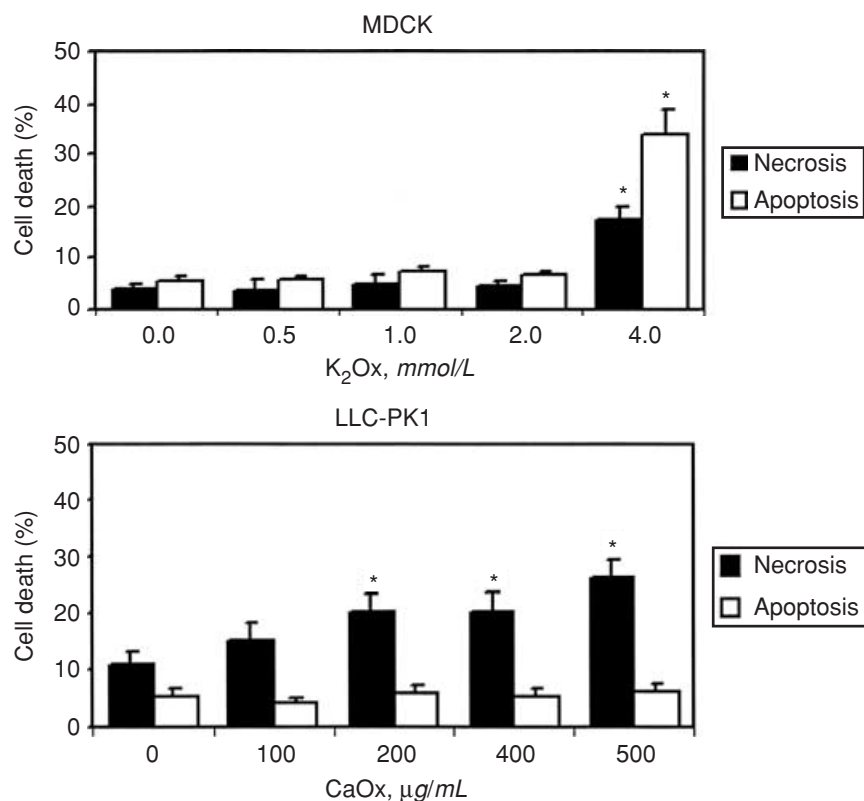 MDCK
50
40
30
20
10
0
Cell death (%)
*
*
Necrosis
Apoptosis
0.0 0.5 1.0 2.0 4.0
K₂Ox, mmol/L
LLC-PK1
50
40
30
20
10
0
Cell death (%)
* * *
Necrosis
Apoptosis
0 100 200 400 500
CaOx, µg/mL